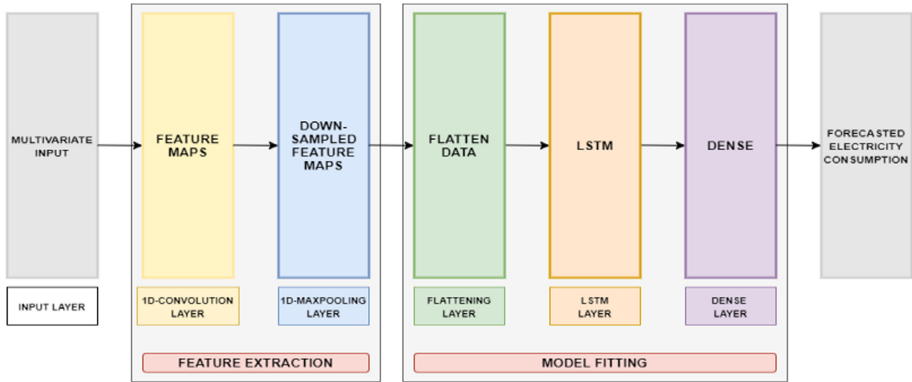 MULTIVARIATE
INPUT
FEATURE
MAPS
DOWN-
SAMPLED
FEATURE
MAPS
FLATTEN
DATA
LSTM
DENSE
FORECASTED
ELECTRICITY
CONSUMPTION
INPUT LAYER
1D-CONVOLUTION
LAYER
1D-MAXPOOLING
LAYER
FLATTENING
LAYER
LSTM
LAYER
DENSE
LAYER
FEATURE EXTRACTION
MODEL FITTING